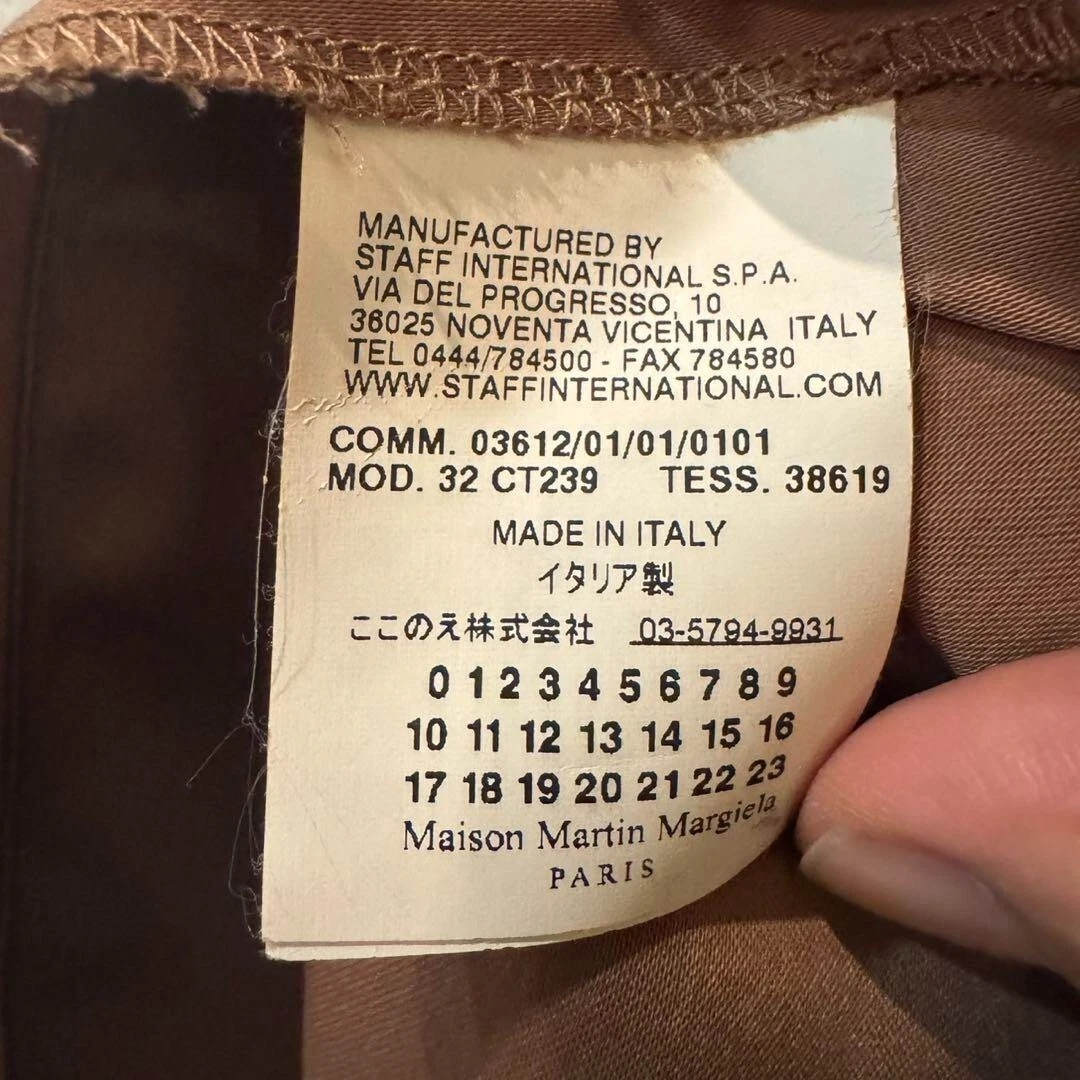 MANUFACTURED BY
STAFF INTERNATIONAL S.P.A.
VIA DEL PROGRESSO, 10
36025 NOVENTA VICENTINA ITALY
TEL 0444/784500 - FAX 784580
WWW.STAFFINTERNATIONAL.COM
COMM. 03612/01/01/0101
MOD. 32 CT239 TESS. 38619
MADE IN ITALY
イタリア製
ここのえ株式会社 03-5794-9931
0 1 2 3 4 5 6 7 8 9
10 11 12 13 14 15 16
17 18 19 20 21 22 23
Maison Martin Margiela
PARIS